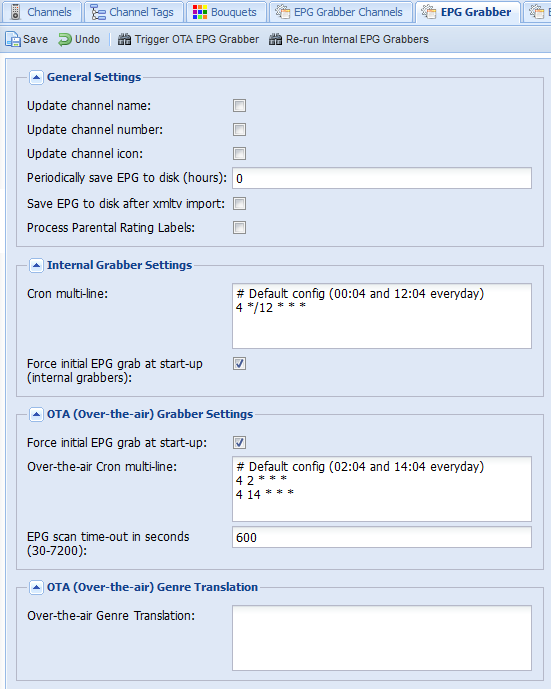 Channels Channel Tags Bouquets EPG Grabber Channels EPG Grabber
Save Undo Trigger OTA EPG Grabber Re-run Internal EPG Grabbers
General Settings
Update channel name:
Update channel number:
Update channel icon:
Periodically save EPG to disk (hours): 0
Save EPG to disk after xmltv import:
Process Parental Rating Labels:
Internal Grabber Settings
Cron multi-line: # Default config (00:04 and 12:04 everyday)
4 */12 * * *
Force initial EPG grab at start-up
(internal grabbers):
OTA (Over-the-air) Grabber Settings
Force initial EPG grab at start-up:
Over-the-air Cron multi-line: # Default config (02:04 and 14:04 everyday)
4 2 * * *
4 14 * * *
EPG scan time-out in seconds 600
(30-7200):
OTA (Over-the-air) Genre Translation
Over-the-air Genre Translation: